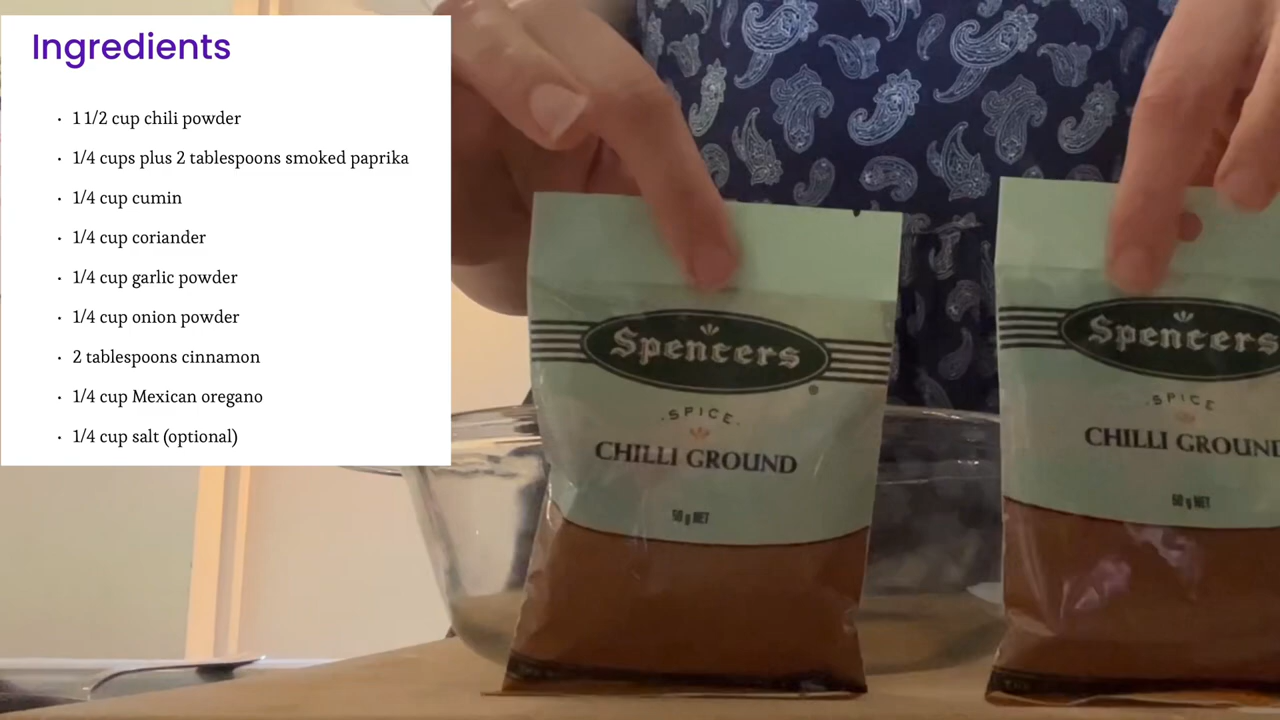 Ingredients
• 1 1/2 cup chili powder
• 1/4 cups plus 2 tablespoons smoked paprika
• 1/4 cup cumin
• 1/4 cup coriander
• 1/4 cup garlic powder
• 1/4 cup onion powder
• 2 tablespoons cinnamon
• 1/4 cup Mexican oregano
• 1/4 cup salt (optional)
Spencers
·SPICE·
CHILLI GROUND
Spencers
·SPICE
CHILLI GROUND